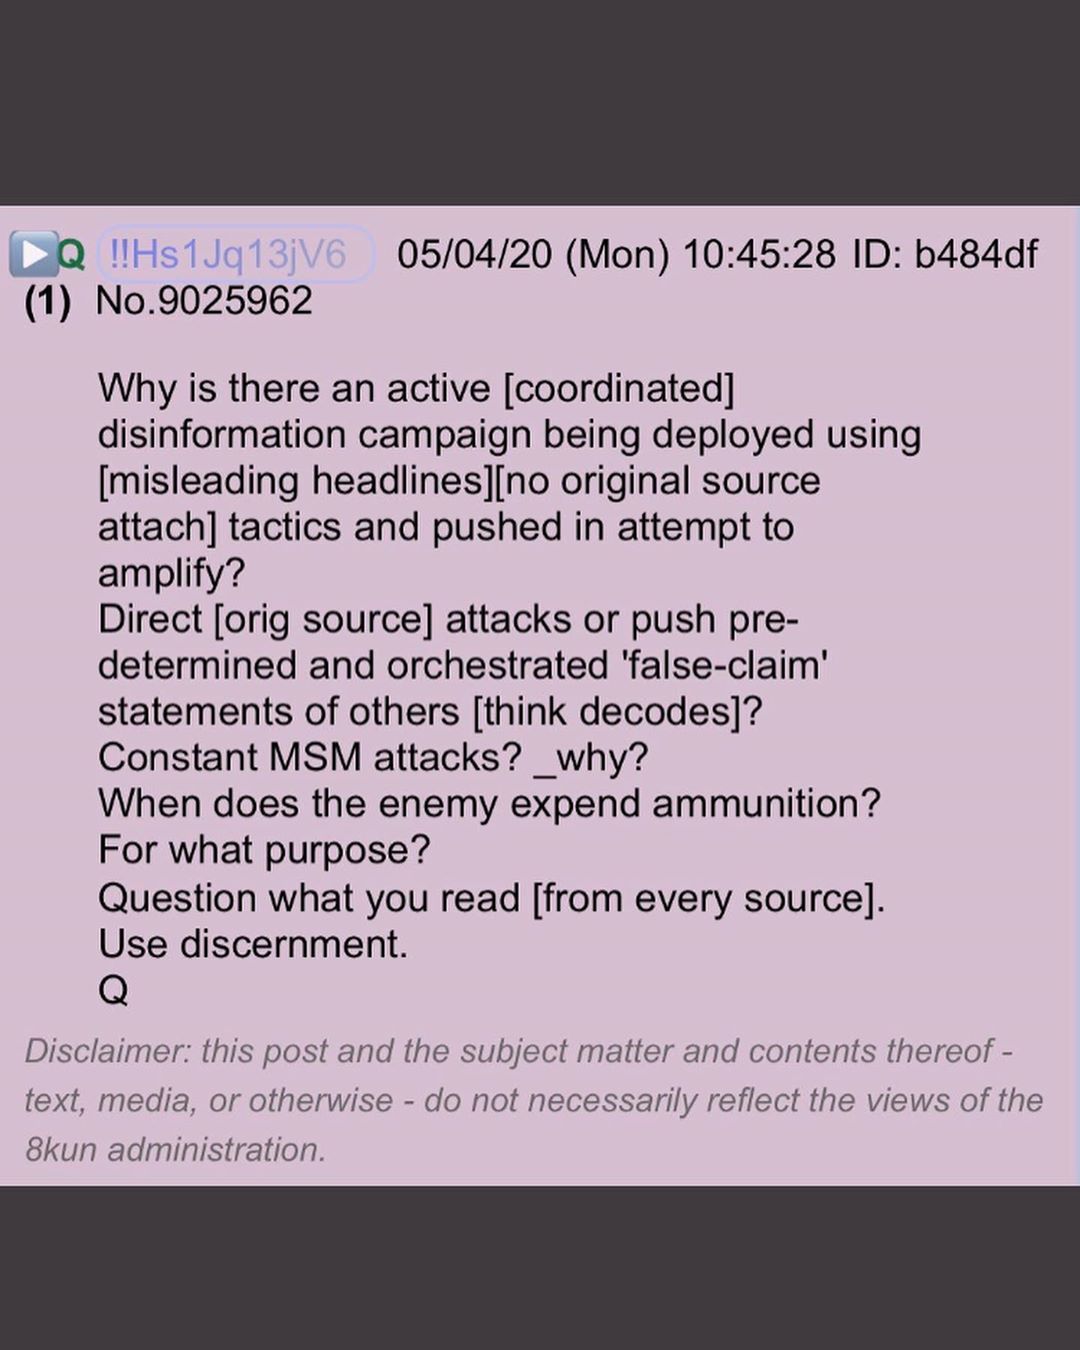 Q !!Hs1Jq13jV6 05/04/20 (Mon) 10:45:28 ID: b484df
(1) No.9025962
Why is there an active [coordinated]
disinformation campaign being deployed using
[misleading headlines][no original source
attach] tactics and pushed in attempt to
amplify?
Direct [orig source] attacks or push pre-
determined and orchestrated 'false-claim'
statements of others [think decodes]?
Constant MSM attacks? _why?
When does the enemy expend ammunition?
For what purpose?
Question what you read [from every source].
Use discernment.
Q
Disclaimer: this post and the subject matter and contents thereof -
text, media, or otherwise - do not necessarily reflect the views of the
8kun administration.